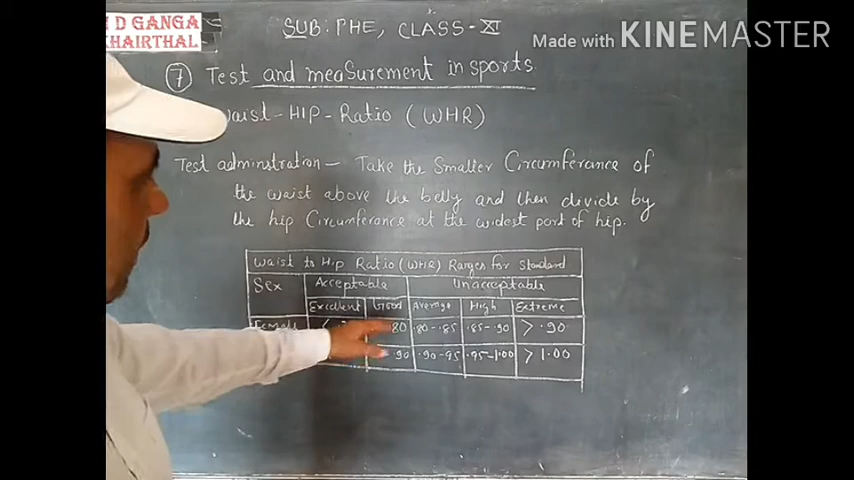 D GANGA
KHAIRTHAL
SUB: PHE, CLASS-XI
Made with KINEMASTER
7 Test and measurement in sports
Waist-HIP-Ratio (WHR)
Test adminstration - Take the Smaller Circumferance of
the waist above the belly and then divide by
the hip Circumferance at the widest part of hip.
Waist to Hip Ratio (WHR) Ranges for Standard
Sex Acceptable Unacceptable
Excellent Good Average High Extreme
Female < 80 .80-.85 .85-.90 > .90
.90 .90-95 .95-1.00 > 1.00